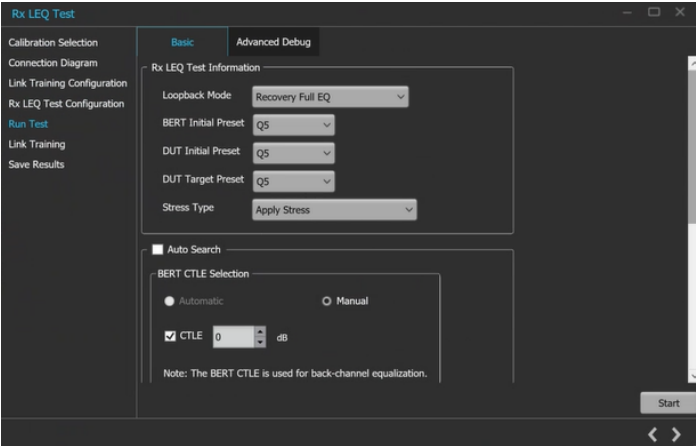 Rx LEQ Test
Calibration Selection
Connection Diagram
Link Training Configuration
Rx LEQ Test Configuration
Run Test
Link Training
Save Results
Basic
Advanced Debug
Rx LEQ Test Information
Loopback Mode
Recovery Full EQ
BERT Initial Preset
Q5
DUT Initial Preset
Q5
DUT Target Preset
Q5
Stress Type
Apply Stress
Auto Search
BERT CTLE Selection
Automatic
Manual
CTLE
0
dB
Note: The BERT CTLE is used for back-channel equalization.
Start